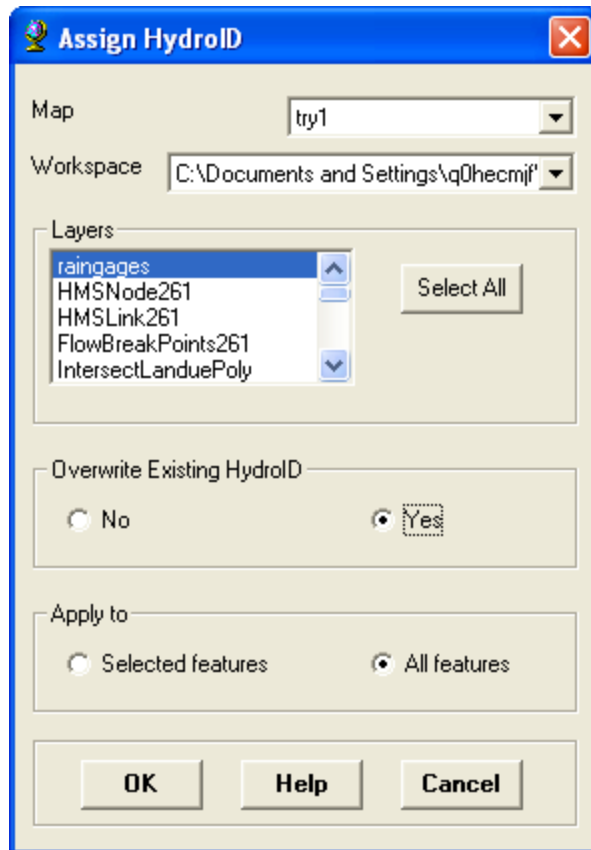 Assign HydroID
Map
try1
Workspace
C:\Documents and Settings\q0hecmjf'
Layers
raingages
HMSNode261
HMSLink261
FlowBreakPoints261
IntersectLanduePoly
Select All
Overwrite Existing HydroID
No
Yes
Apply to
Selected features
All features
OK Help Cancel